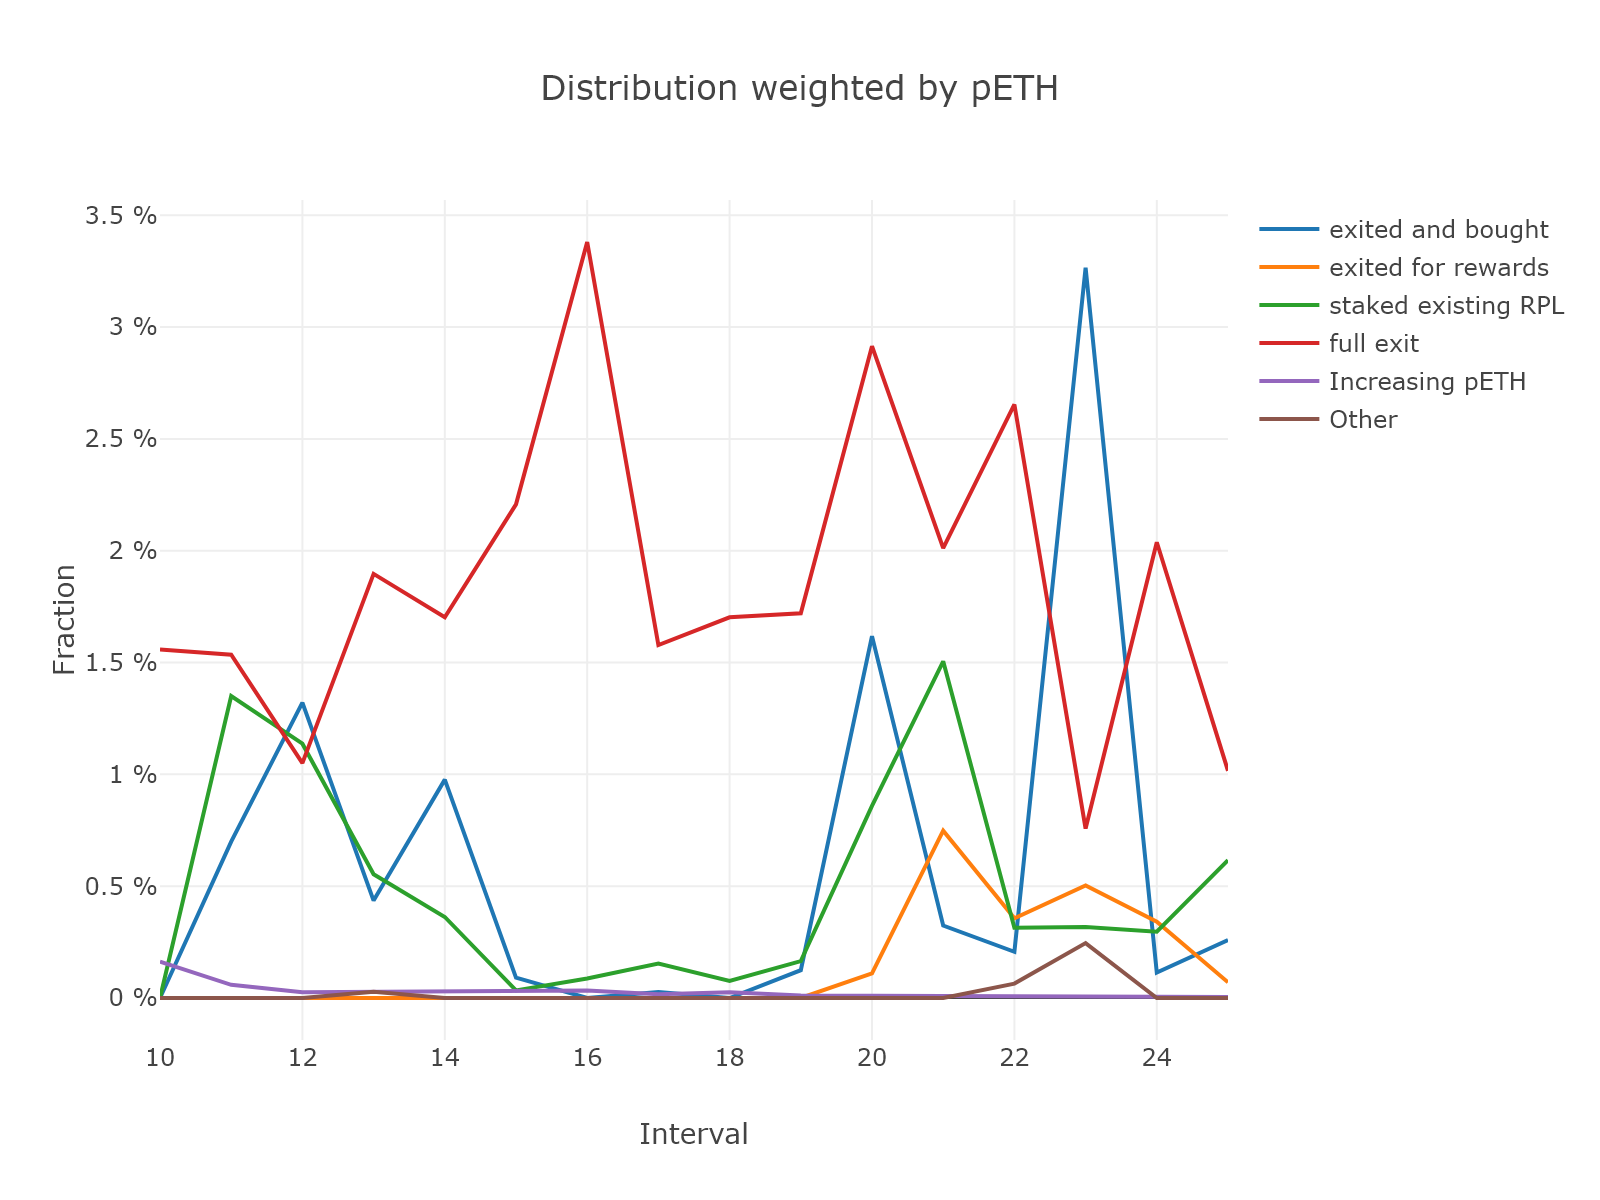 Distribution weighted by pETH
3.5 %
3 %
2.5 %
2 %
1.5 %
1 %
0.5 %
0 %
Fraction
10 12 14 16 18 20 22 24
Interval
exited and bought
exited for rewards
staked existing RPL
full exit
Increasing pETH
Other